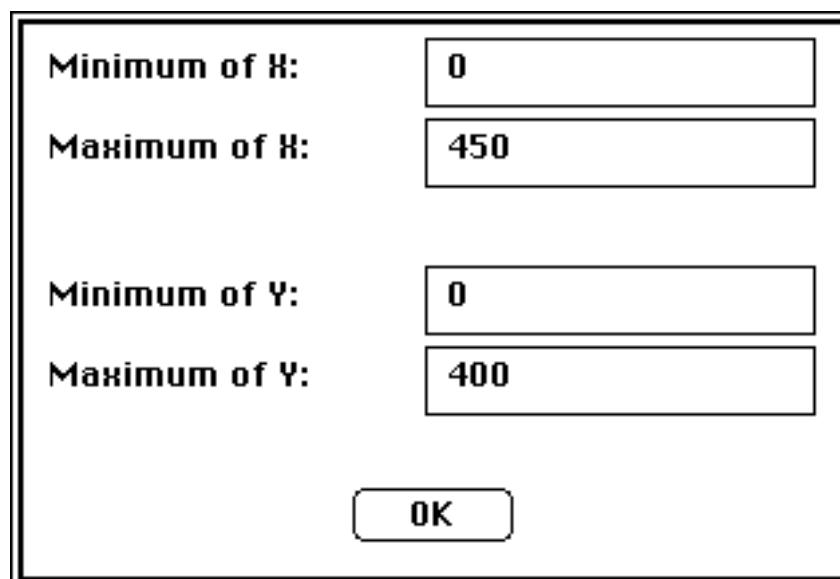 Minimum of X: 0
Maximum of X: 450
Minimum of Y: 0
Maximum of Y: 400
OK